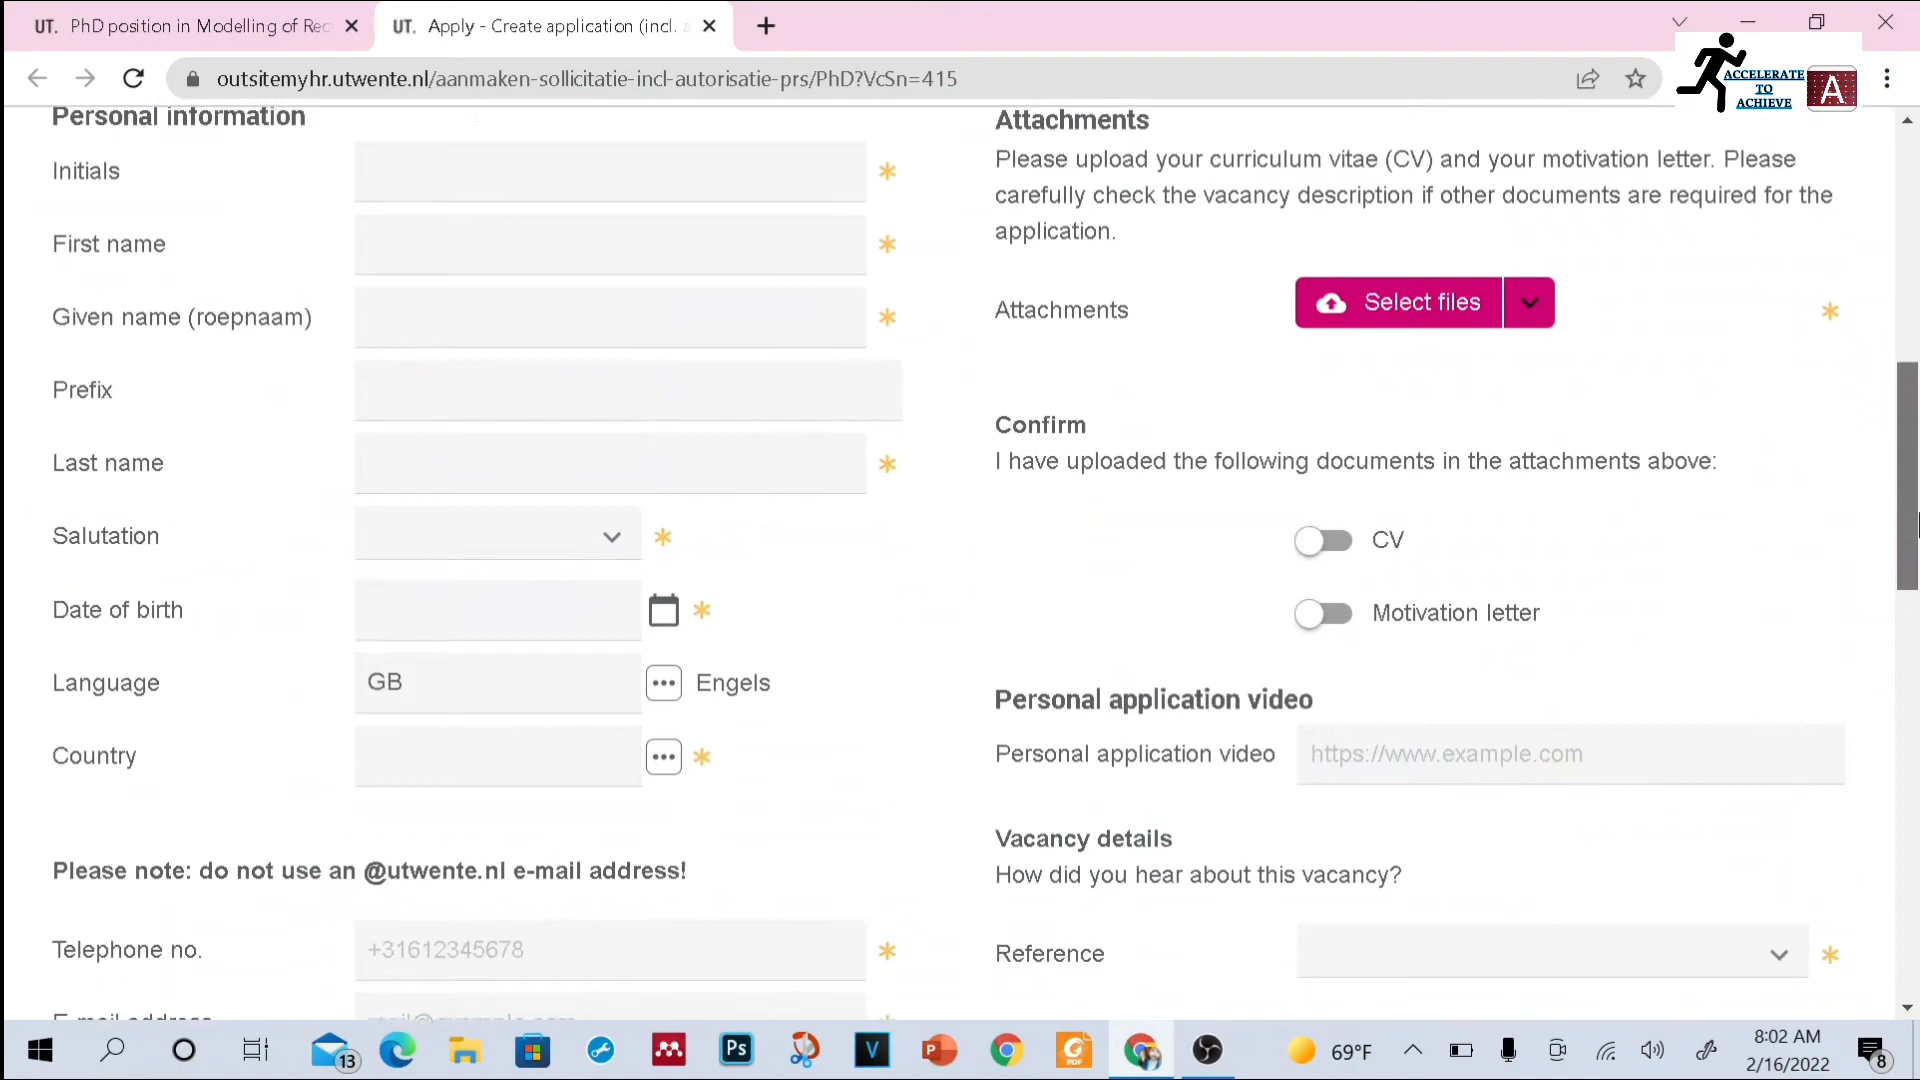 UT. PhD position in Modelling of Rec
UT. Apply - Create application (incl. a
outsitemyhr.utwente.nl/aanmaken-sollicitatie-incl-autorisatie-prs/PhD?VcSn=415
ACCELERATE
TO
ACHIEVE
A
Personal information
Initials *
First name *
Given name (roepnaam) *
Prefix
Last name *
Salutation *
Date of birth *
Language GB ••• Engels
Country ••• *
Please note: do not use an @utwente.nl e-mail address!
Telephone no. +31612345678 *
E-mail address
Attachments
Please upload your curriculum vitae (CV) and your motivation letter. Please
carefully check the vacancy description if other documents are required for the
application.
Attachments Select files *
Confirm
I have uploaded the following documents in the attachments above:
CV
Motivation letter
Personal application video
Personal application video https://www.example.com
Vacancy details
How did you hear about this vacancy?
Reference *
13
Ps
V
P
PDF
69°F
8:02 AM
2/16/2022
8